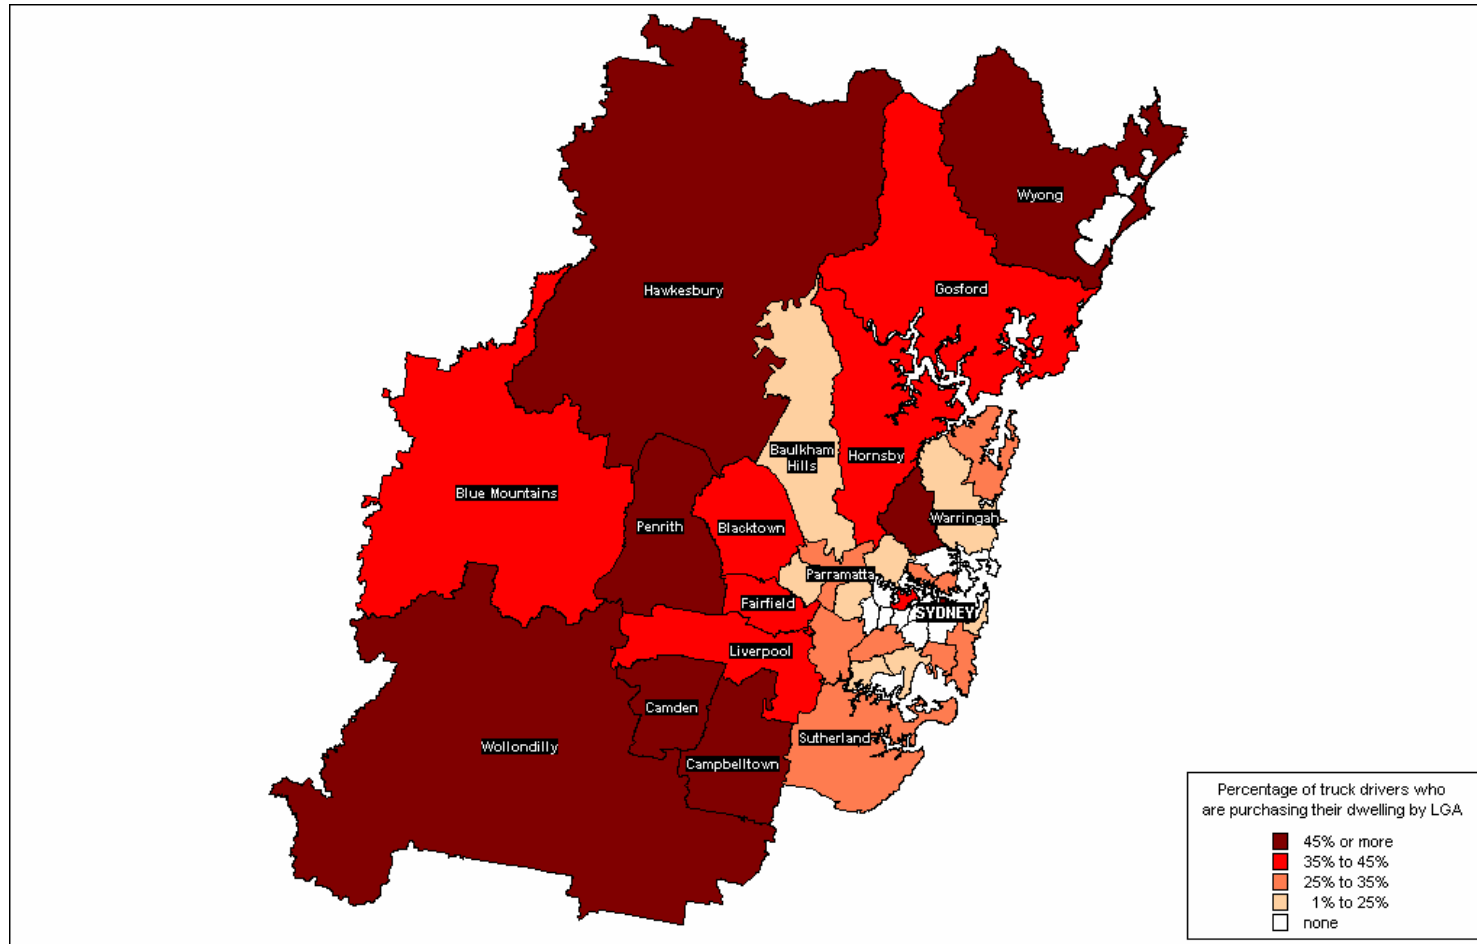 Wyong
Hawkesbury
Gosford
Baulkham
Hills
Hornsby
Blue Mountains
Penrith
Blacktown
Warringah
Parramatta
Fairfield
SYDNEY
Liverpool
Camden
Sutherland
Wollondilly
Campbelltown
Percentage of truck drivers who
are purchasing their dwelling by LGA
45% or more
35% to 45%
25% to 35%
1% to 25%
none